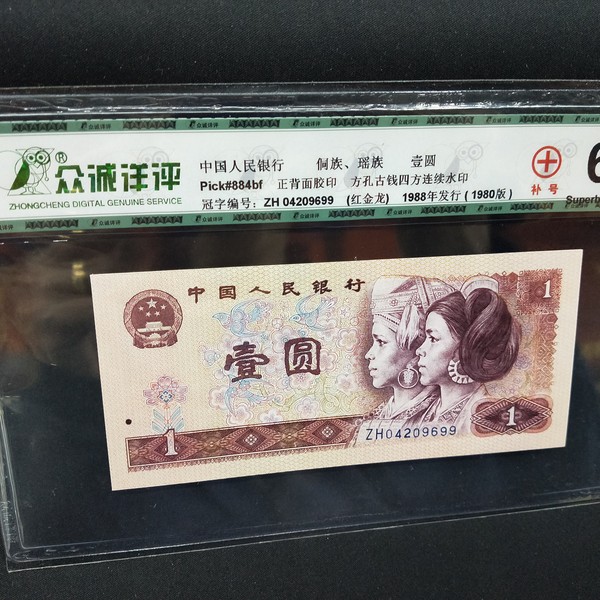 众诚详评®
ZHONGCHENG DIGITAL GENUINE SERVICE
中国人民银行 侗族、瑶族 壹圆
Pick#884bf 正背面胶印 方孔古钱四方连续水印
冠字编号: ZH 04209699 (红金龙) 1988年发行(1980版)
补号
6
Superb
中国人民银行
壹圆
1
1
1
ZH04209699